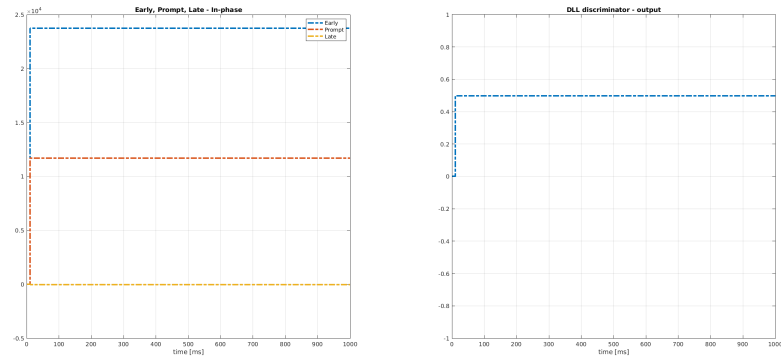 Early, Prompt, Late - In-phase
×10⁴
2.5
2
1.5
1
0.5
0
-0.5
0 100 200 300 400 500 600 700 800 900 1000
time [ms]
Early
Prompt
Late
DLL discriminator - output
1
0.8
0.6
0.4
0.2
0
-0.2
-0.4
-0.6
-0.8
-1
0 100 200 300 400 500 600 700 800 900 1000
time [ms]